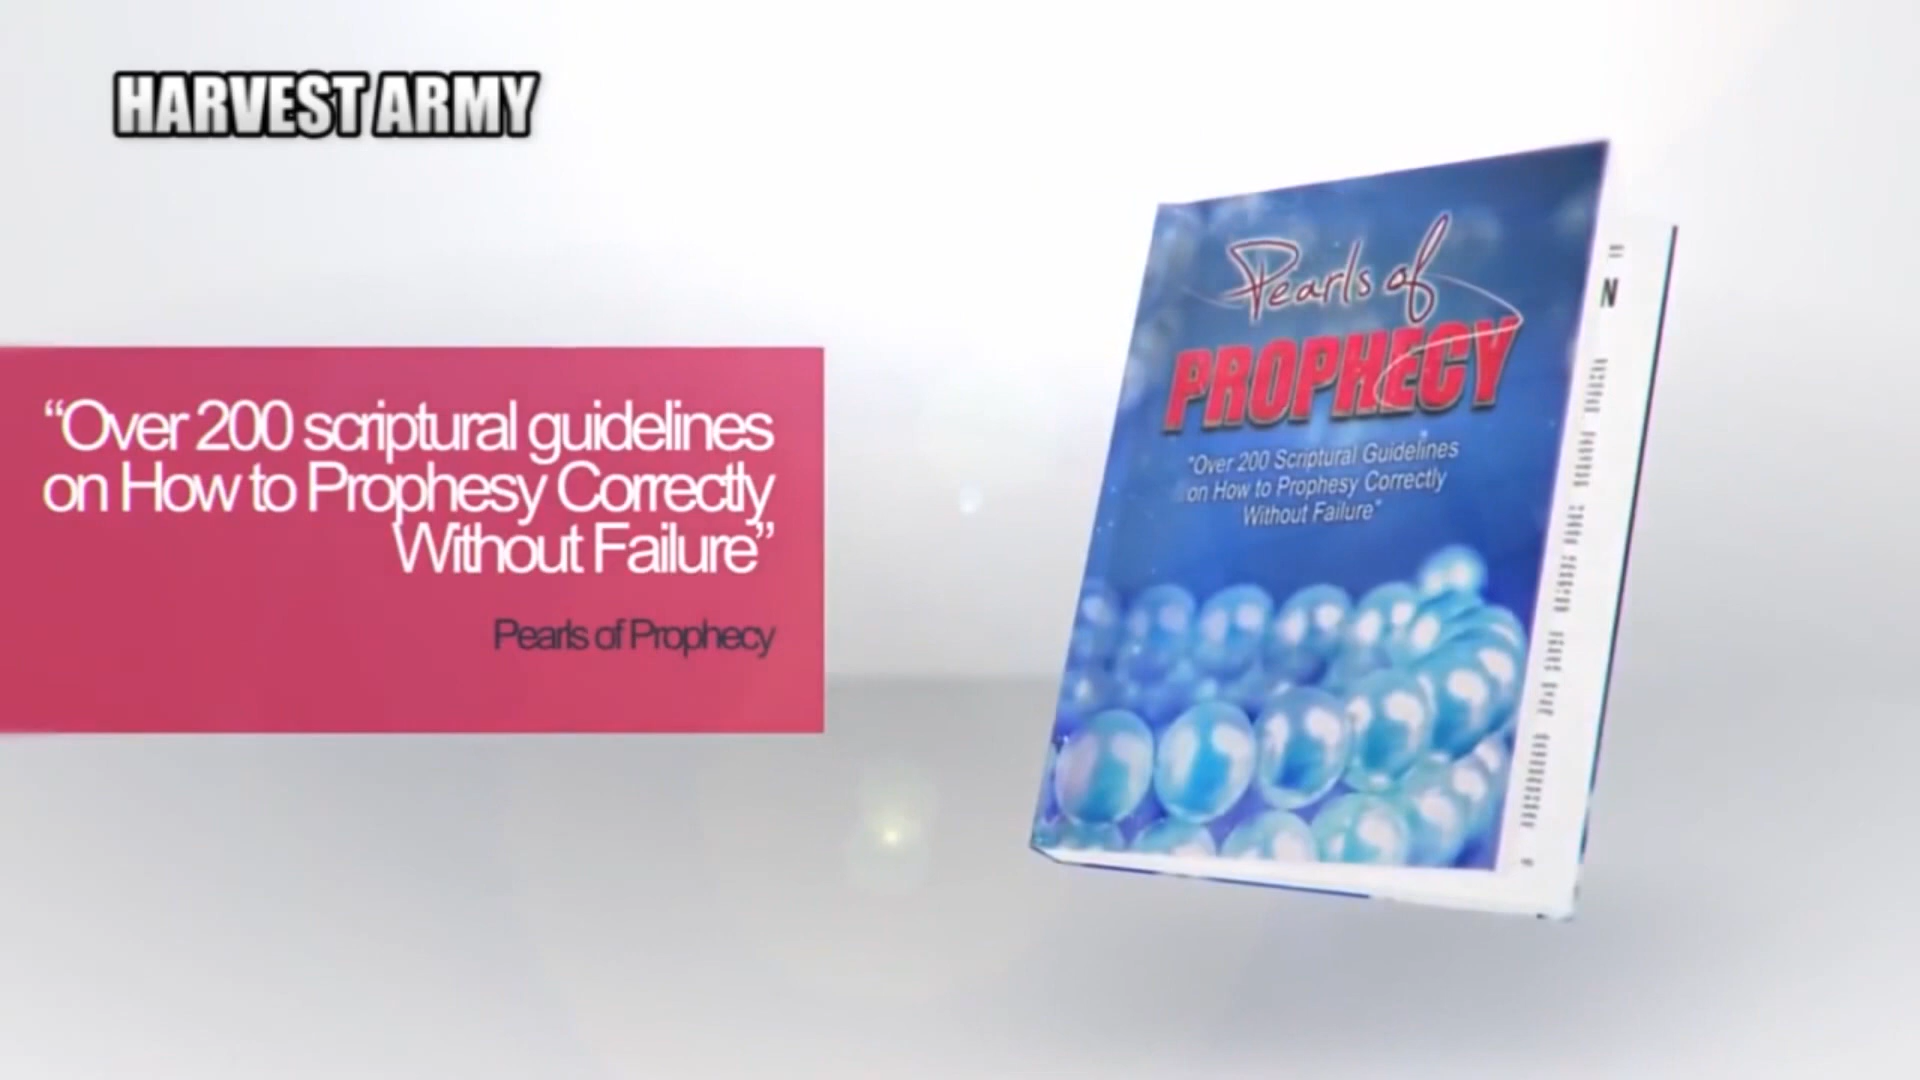 HARVEST ARMY
“Over 200 scriptural guidelines
on How to Prophesy Correctly
Without Failure”
Pearls of Prophecy
Pearls of
PROPHECY
"Over 200 Scriptural Guidelines
on How to Prophesy Correctly
Without Failure"
N